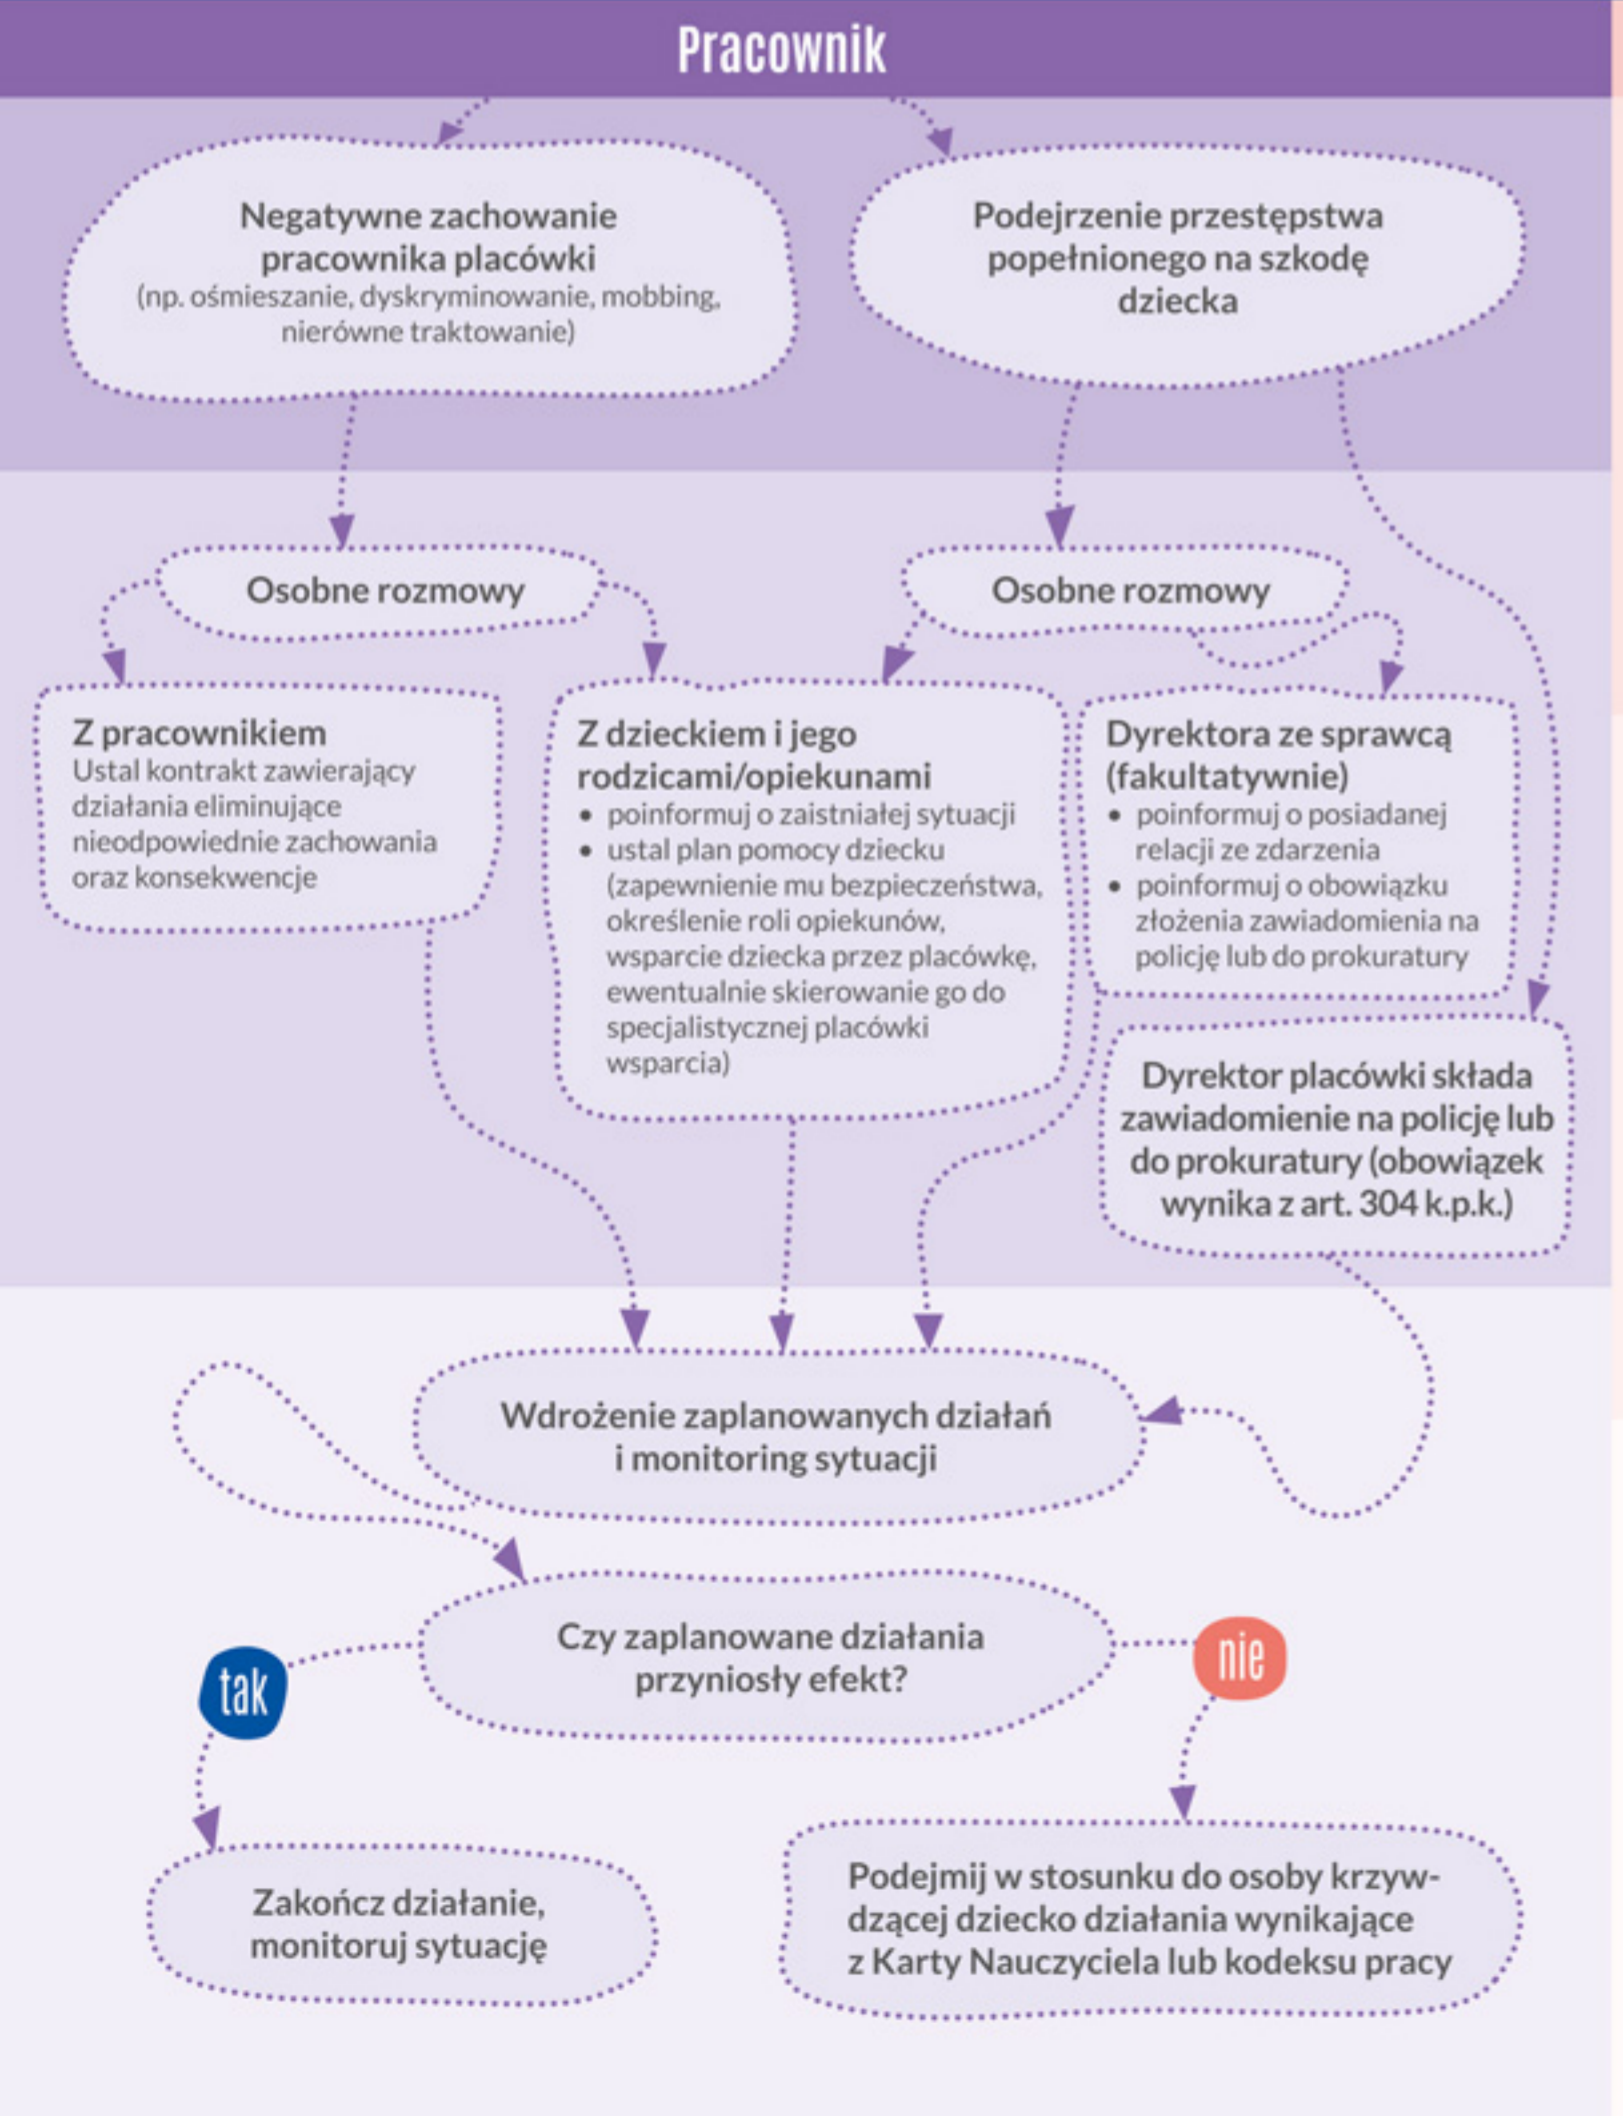 Pracownik
Negatywne zachowanie
pracownika placówki
(np. ośmieszanie, dyskryminowanie, mobbing,
nierówne traktowanie)
Podejrzenie przestępstwa
popełnionego na szkodę
dziecka
Osobne rozmowy
Osobne rozmowy
Z pracownikiem
Ustal kontrakt zawierający
działania eliminujące
nieodpowiednie zachowania
oraz konsekwencje
Z dzieckiem i jego
rodzicami/opiekunami
• poinformuj o zaistniałej sytuacji
• ustal plan pomocy dziecku
(zapewnienie mu bezpieczeństwa,
określenie roli opiekunów,
wsparcie dziecka przez placówkę,
ewentualnie skierowanie go do
specjalistycznej placówki
wsparcia)
Dyrektora ze sprawcą
(fakultatywnie)
• poinformuj o posiadanej
relacji ze zdarzenia
• poinformuj o obowiązku
złożenia zawiadomienia na
policję lub do prokuratury
Dyrektor placówki składa
zawiadomienie na policję lub
do prokuratury (obowiązek
wynika z art. 304 k.p.k.)
Wdrożenie zaplanowanych działań
i monitoring sytuacji
Czy zaplanowane działania
przyniosły efekt?
tak
nie
Zakończ działanie,
monitoruj sytuację
Podejmij w stosunku do osoby krzyw-
dzącej dziecko działania wynikające
z Karty Nauczyciela lub kodeksu pracy